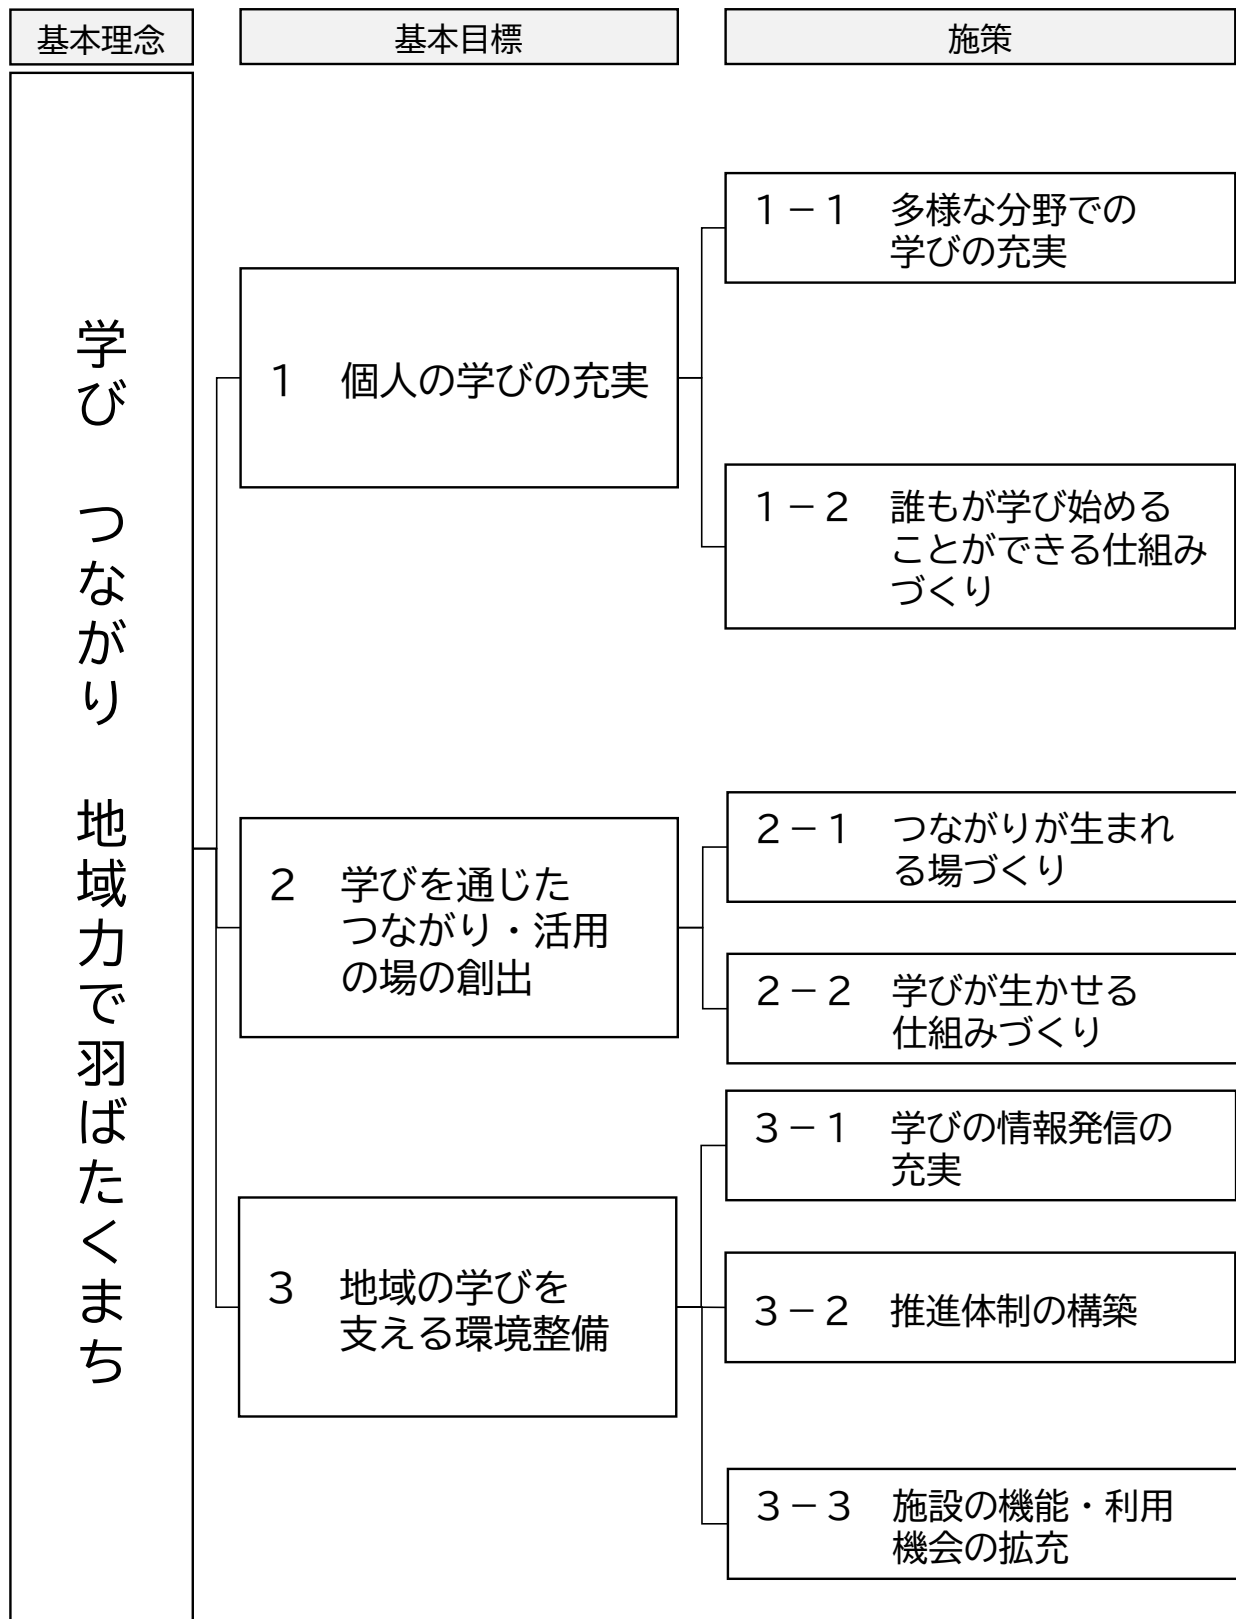 基本理念
基本目標
施策
学び つながり 地域力で羽ばたくまち
1 個人の学びの充実
1－1 多様な分野での
学びの充実
1－2 誰もが学び始める
ことができる仕組み
づくり
2 学びを通じた
つながり・活用
の場の創出
2－1 つながりが生まれ
る場づくり
2－2 学びが生かせる
仕組みづくり
3 地域の学びを
支える環境整備
3－1 学びの情報発信の
充実
3－2 推進体制の構築
3－3 施設の機能・利用
機会の拡充